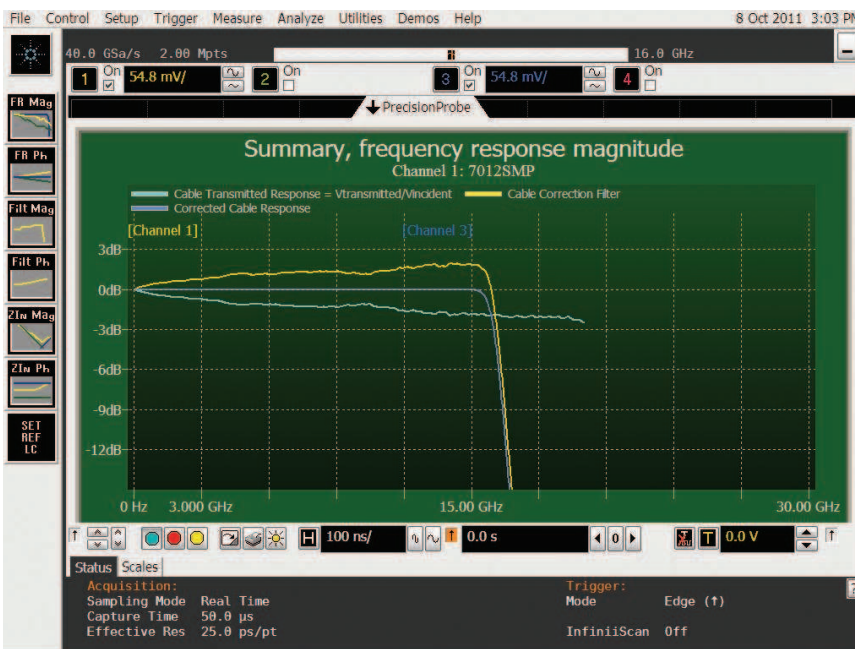 File Control Setup Trigger Measure Analyze Utilities Demos Help 8 Oct 2011 3:03 PM
40.0 GSa/s 2.00 Mpts 16.0 GHz
1 On 54.8 mV/ 2 On 3 On 54.8 mV/ 4 On
PrecisionProbe
FR Mag
FR Ph
Filt Mag
Filt Ph
ZIN Mag
ZIN Ph
SET
REF
LC
Summary, frequency response magnitude
Channel 1: 7012SMP
Cable Transmitted Response = Vtransmitted/Vincident Cable Correction Filter
Corrected Cable Response
[Channel 1] [Channel 3]
3dB
0dB
-3dB
-6dB
-9dB
-12dB
0 Hz 3.000 GHz 15.00 GHz 30.00 GHz
H 100 ns/ 0.0 s 0 T 0.0 V
Status Scales
Acquisition: Trigger:
Sampling Mode Real Time Mode Edge (↑)
Capture Time 50.0 µs
Effective Res 25.0 ps/pt InfiniiScan Off